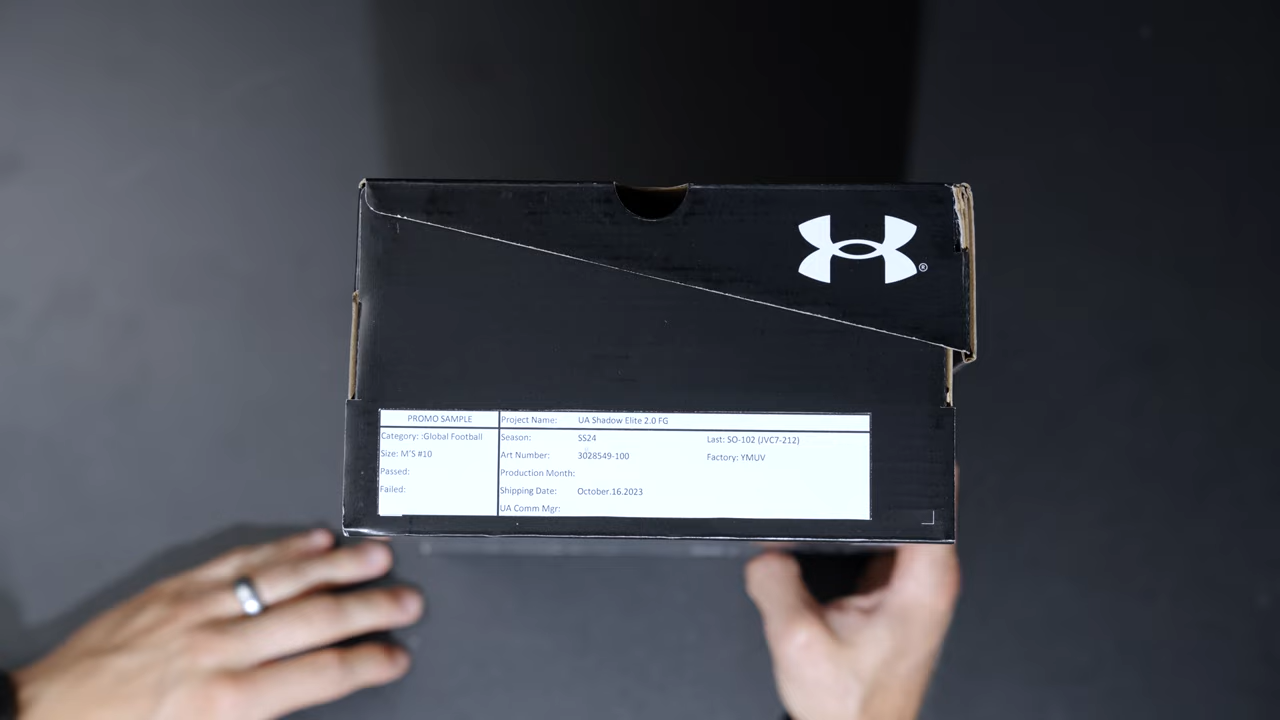 ®
PROMO SAMPLE
Project Name: UA Shadow Elite 2.0 FG
Category: :Global Football
Season: SS24
Last: SO-102 (JVC7-212)
Size: M'S #10
Art Number: 3028549-100
Factory: YMUV
Passed:
Production Month:
Failed:
Shipping Date: October.16.2023
UA Comm Mgr: